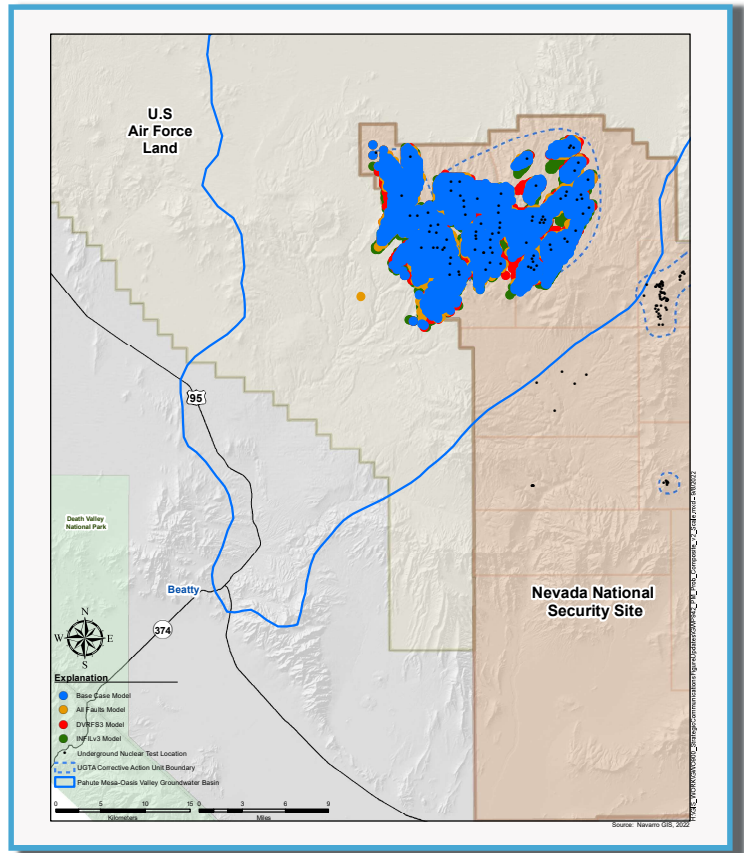 U.S
Air Force
Land
95
Death Valley
National Park
Beatty
Nevada National
Security Site
374
N
W E
S
Explanation
Base Case Model
All Faults Model
DVRFS3 Model
INFILv3 Model
Underground Nuclear Test Location
UGTA Corrective Action Unit Boundary
Pahute Mesa-Oasis Valley Groundwater Basin
0 5 10 15 0 3 6 9
Kilometers Miles
Source: Navarro GIS, 2022